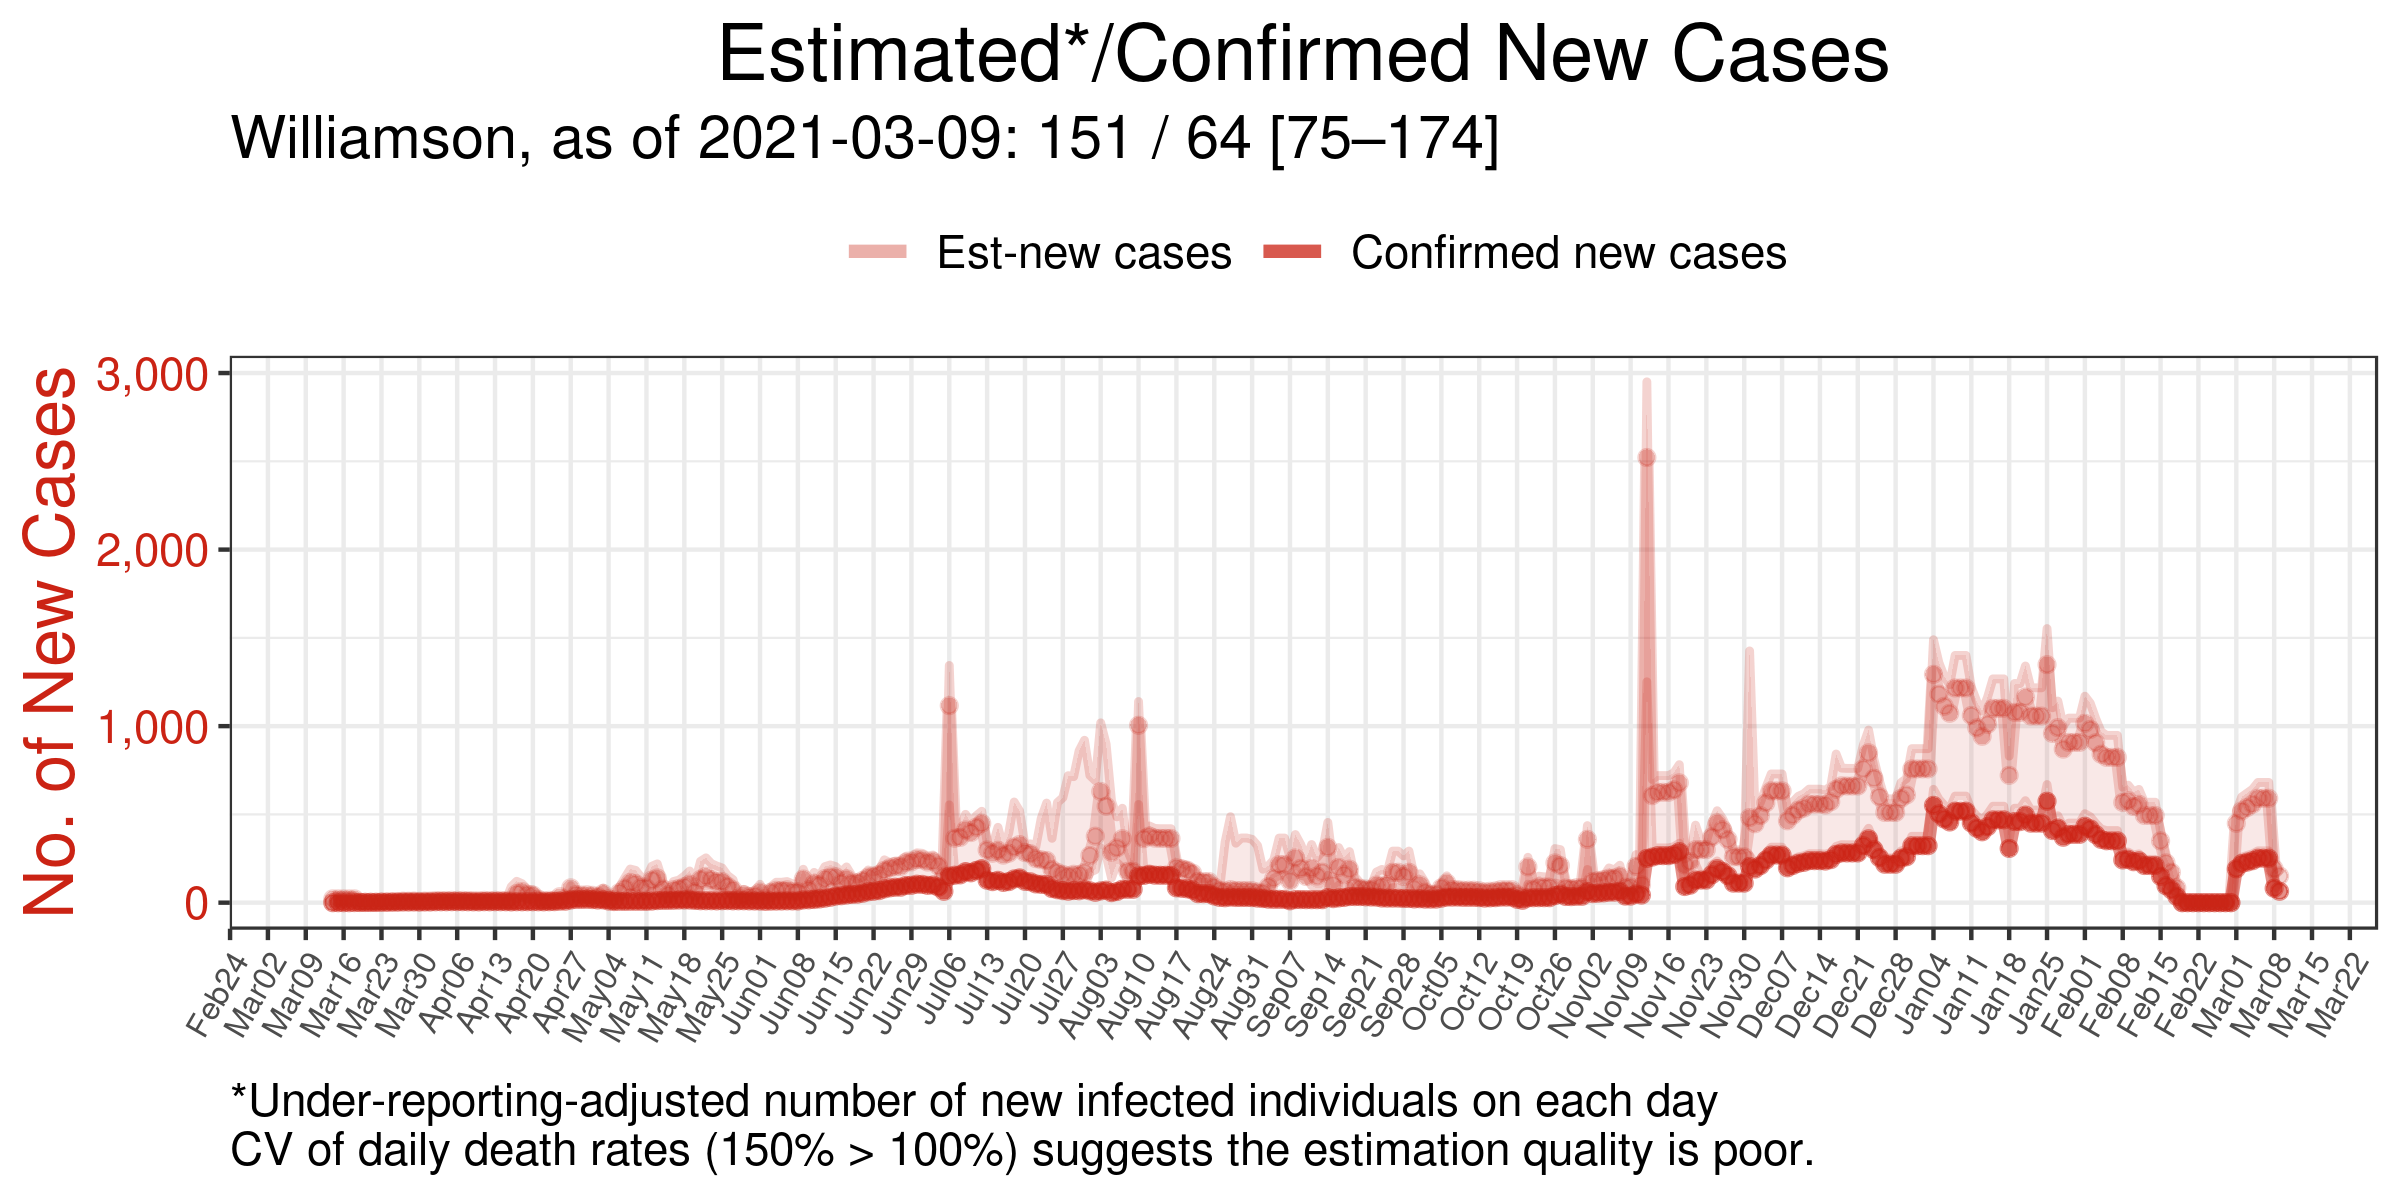 Estimated*/Confirmed New Cases
Williamson, as of 2021-03-09: 151 / 64 [75–174]
Est-new cases
Confirmed new cases
No. of New Cases
3,000
2,000
1,000
0
Feb24
Mar02
Mar09
Mar16
Mar23
Mar30
Apr06
Apr13
Apr20
Apr27
May04
May11
May18
May25
Jun01
Jun08
Jun15
Jun22
Jun29
Jul06
Jul13
Jul20
Jul27
Aug03
Aug10
Aug17
Aug24
Aug31
Sep07
Sep14
Sep21
Sep28
Oct05
Oct12
Oct19
Oct26
Nov02
Nov09
Nov16
Nov23
Nov30
Dec07
Dec14
Dec21
Dec28
Jan04
Jan11
Jan18
Jan25
Feb01
Feb08
Feb15
Feb22
Mar01
Mar08
Mar15
Mar22
*Under-reporting-adjusted number of new infected individuals on each day
CV of daily death rates (150% > 100%) suggests the estimation quality is poor.